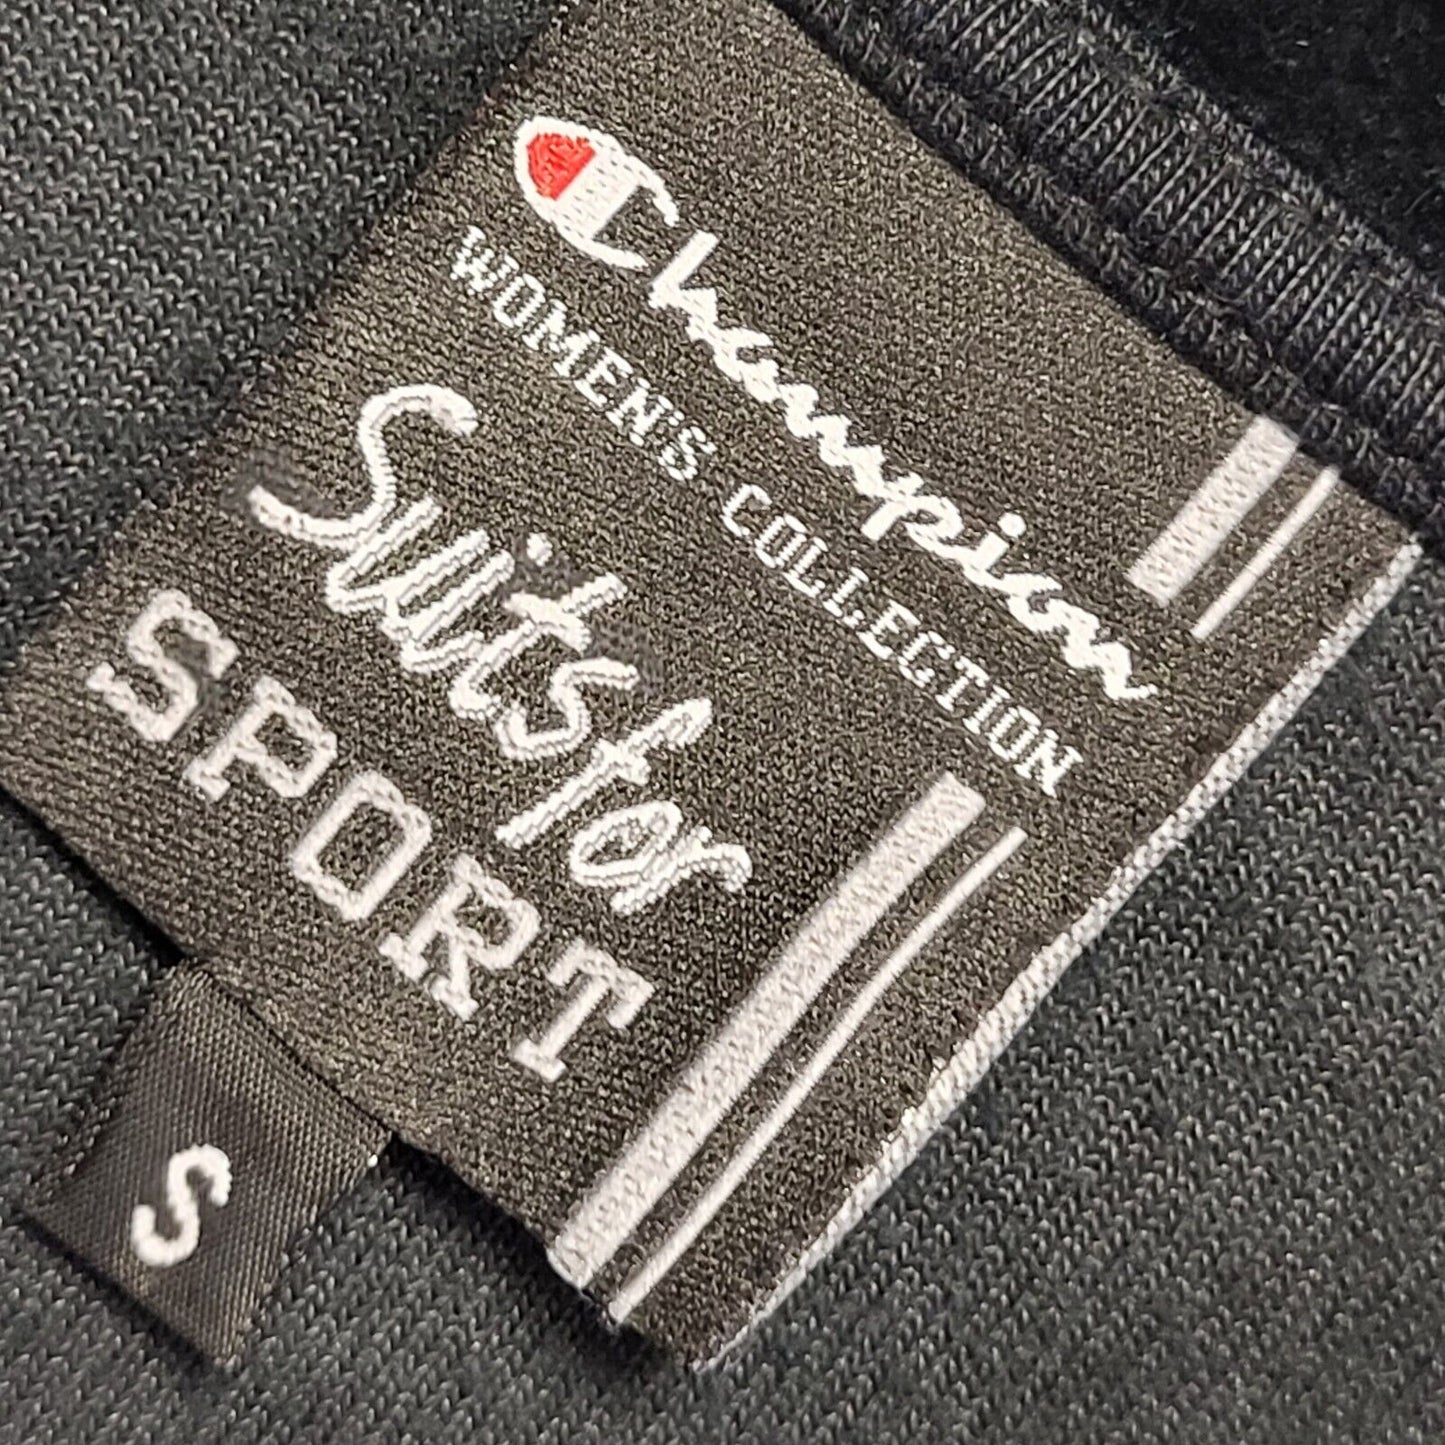 Champion
WOMEN'S COLLECTION
Suits for
SPORT
S